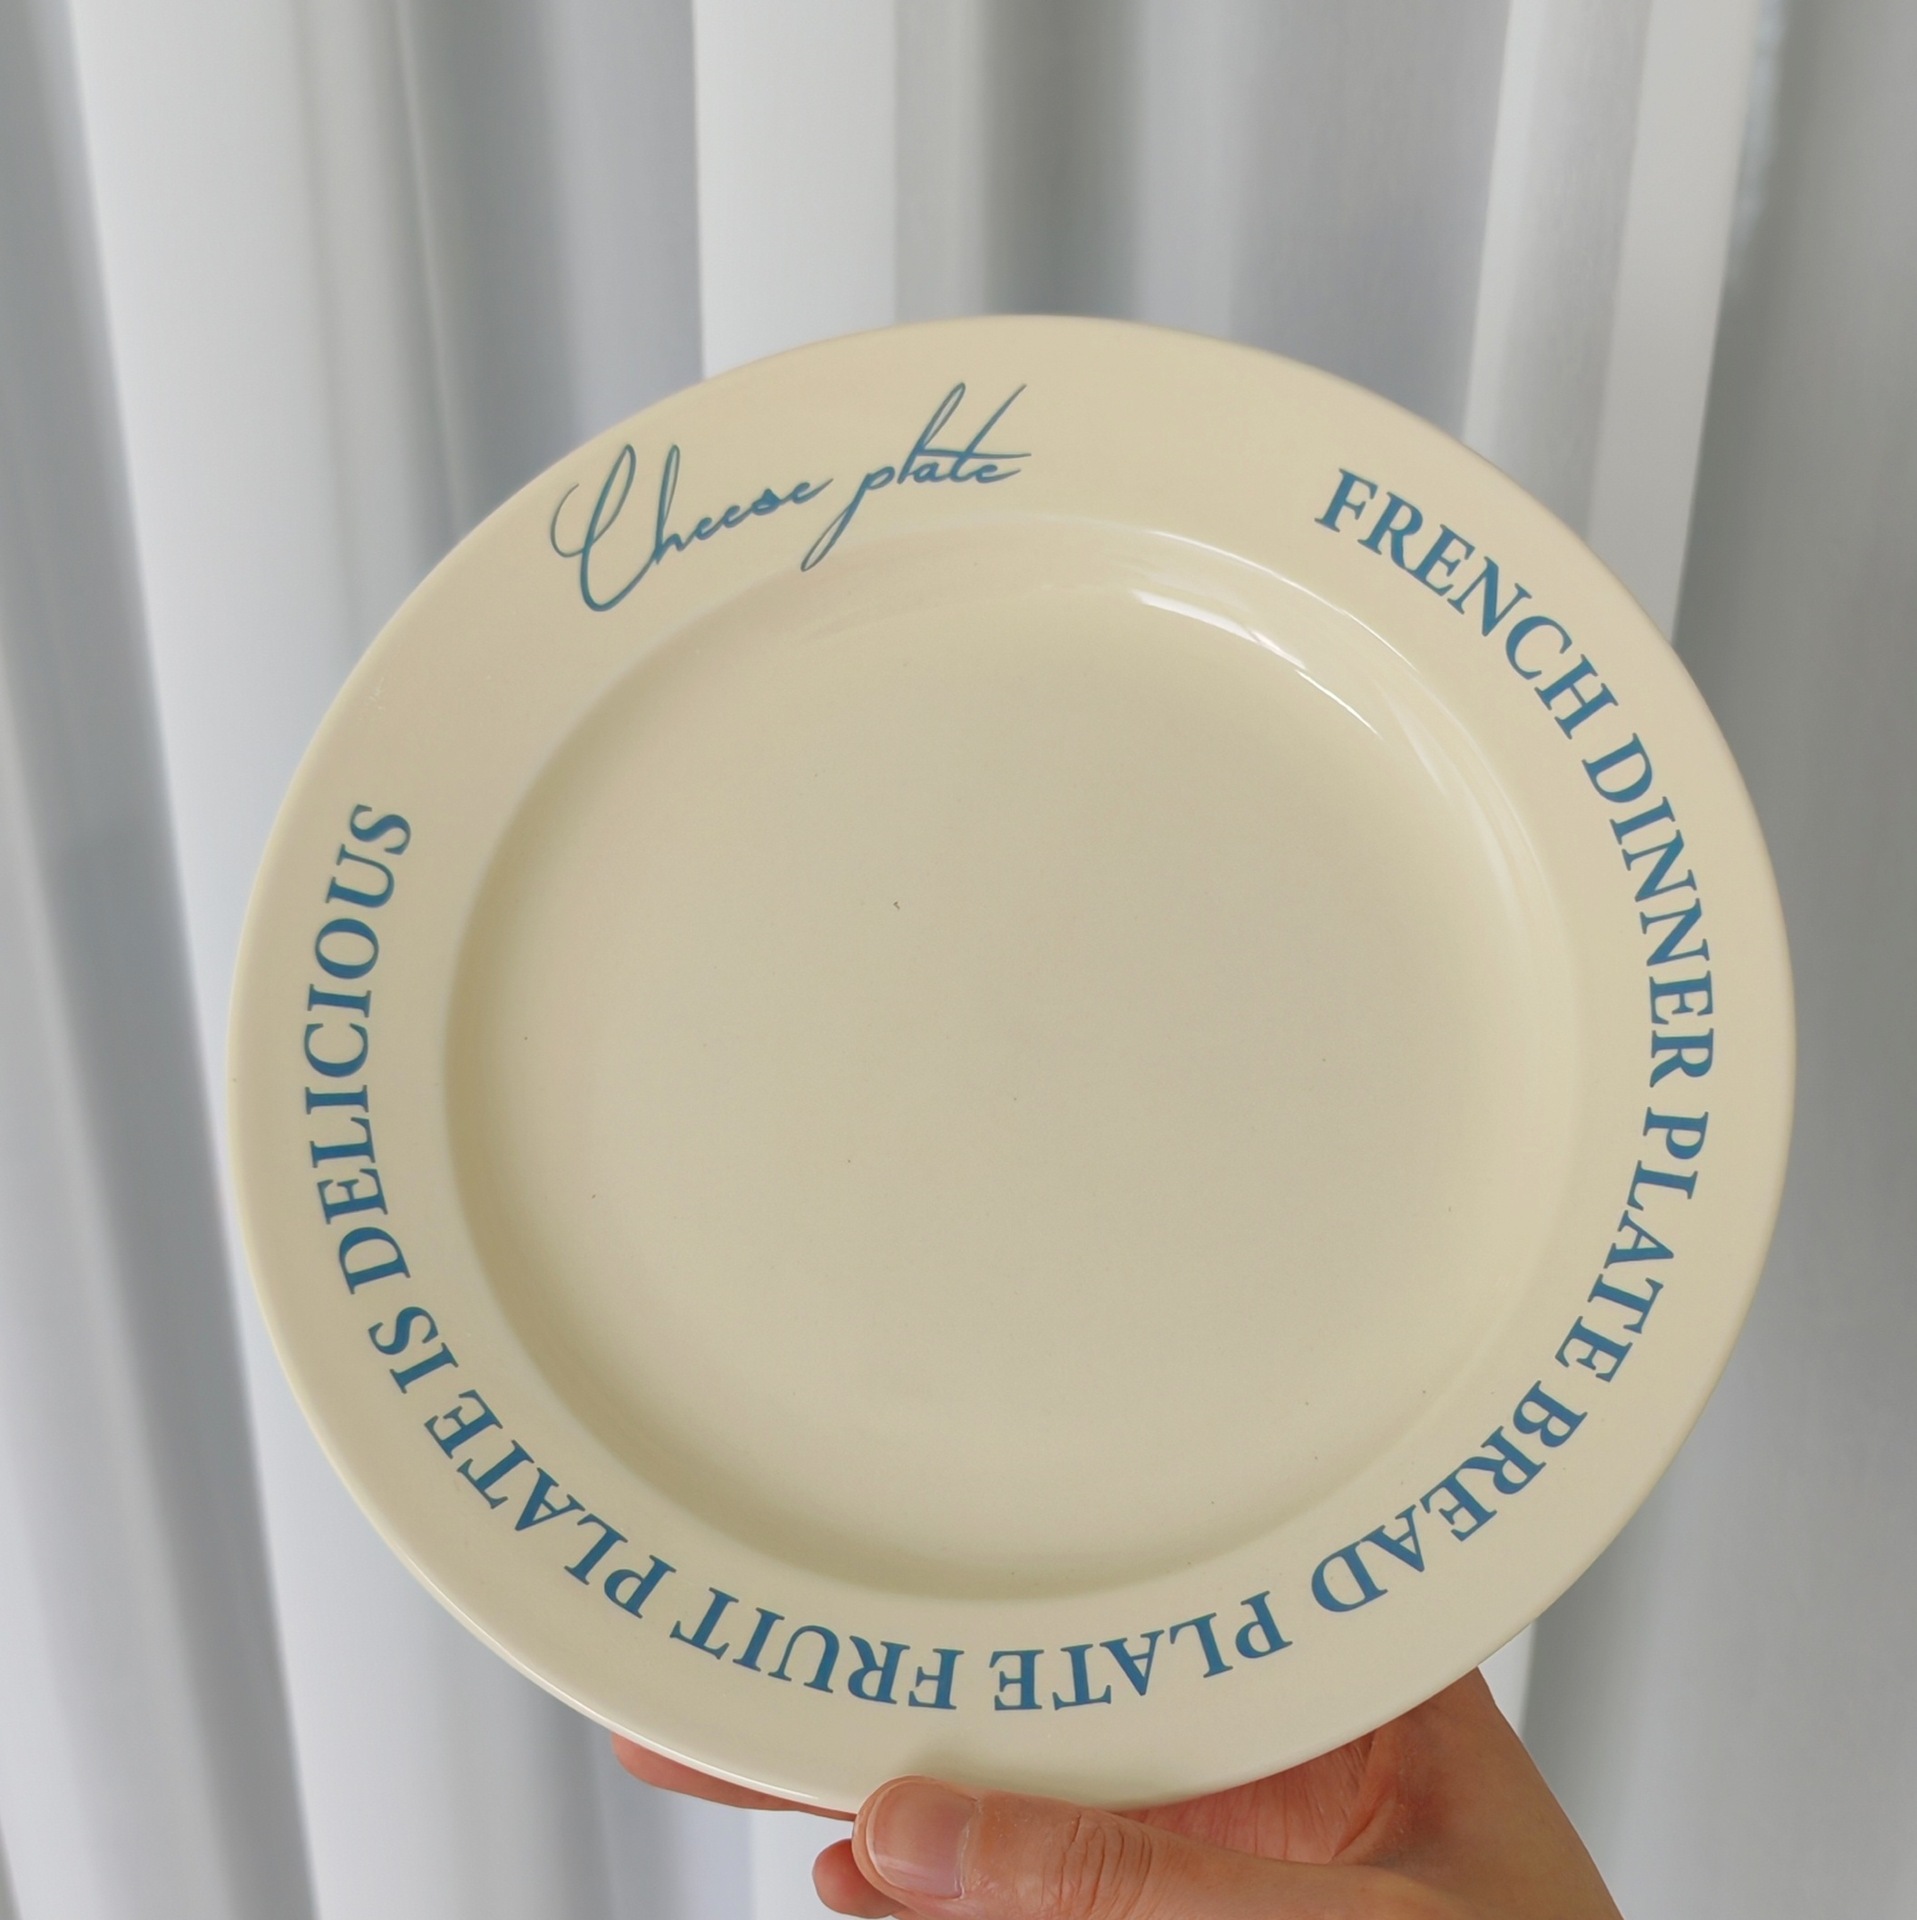 Cheese plate
FRENCH DINNER PLATE BREAD PLATE FRUIT PLATE IS DELICIOUS